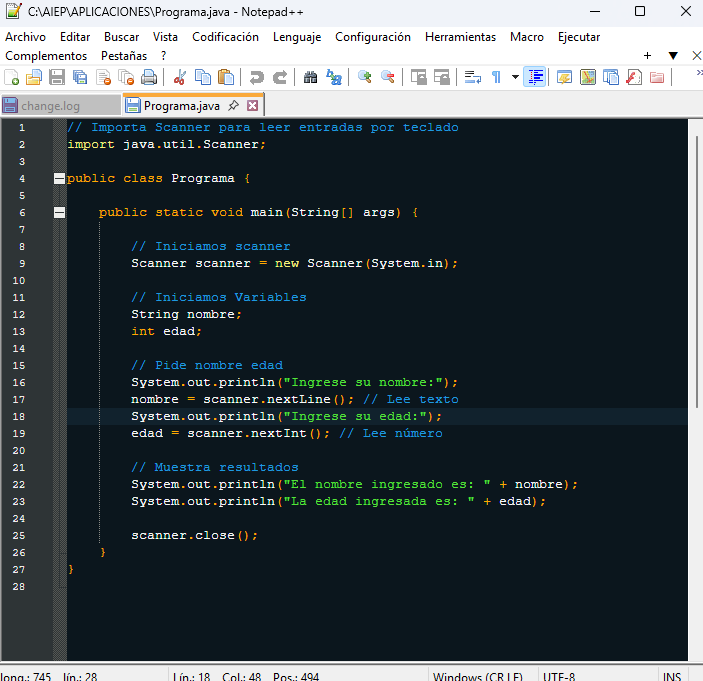 C:\AIEP\APLICACIONES\Programa.java - Notepad++
Archivo Editar Buscar Vista Codificación Lenguaje Configuración Herramientas Macro Ejecutar
Complementos Pestañas ?
change.log Programa.java
1 // Importa Scanner para leer entradas por teclado
2 import java.util.Scanner;
3
4 public class Programa {
5
6 public static void main(String[] args) {
7
8 // Iniciamos scanner
9 Scanner scanner = new Scanner(System.in);
10
11 // Iniciamos Variables
12 String nombre;
13 int edad;
14
15 // Pide nombre edad
16 System.out.println("Ingrese su nombre:");
17 nombre = scanner.nextLine(); // Lee texto
18 System.out.println("Ingrese su edad:");
19 edad = scanner.nextInt(); // Lee número
20
21 // Muestra resultados
22 System.out.println("El nombre ingresado es: " + nombre);
23 System.out.println("La edad ingresada es: " + edad);
24
25 scanner.close();
26 }
27 }
28
long.: 745 lín.: 28 Lín.: 18 Col.: 48 Pos.: 494 Windows (CR LF) UTF-8 INS